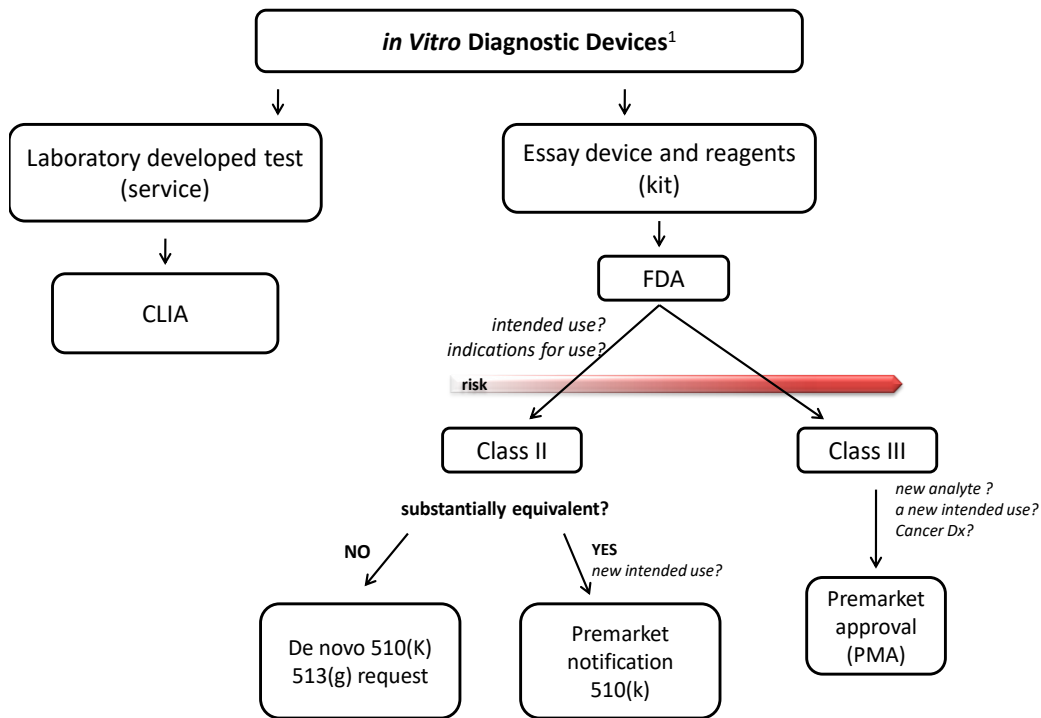 in Vitro Diagnostic Devices1
Laboratory developed test
(service)
Essay device and reagents
(kit)
CLIA
FDA
intended use?
indications for use?
risk
Class II
Class III
new analyte ?
a new intended use?
Cancer Dx?
substantially equivalent?
NO
YES
new intended use?
De novo 510(K)
513(g) request
Premarket
notification
510(k)
Premarket
approval
(PMA)